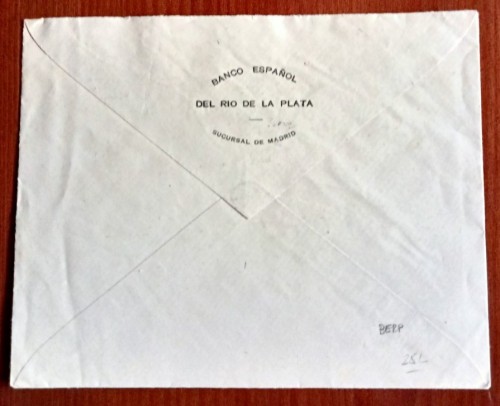 BANCO ESPAÑOL
DEL RIO DE LA PLATA
SUCURSAL DE MADRID
BERP